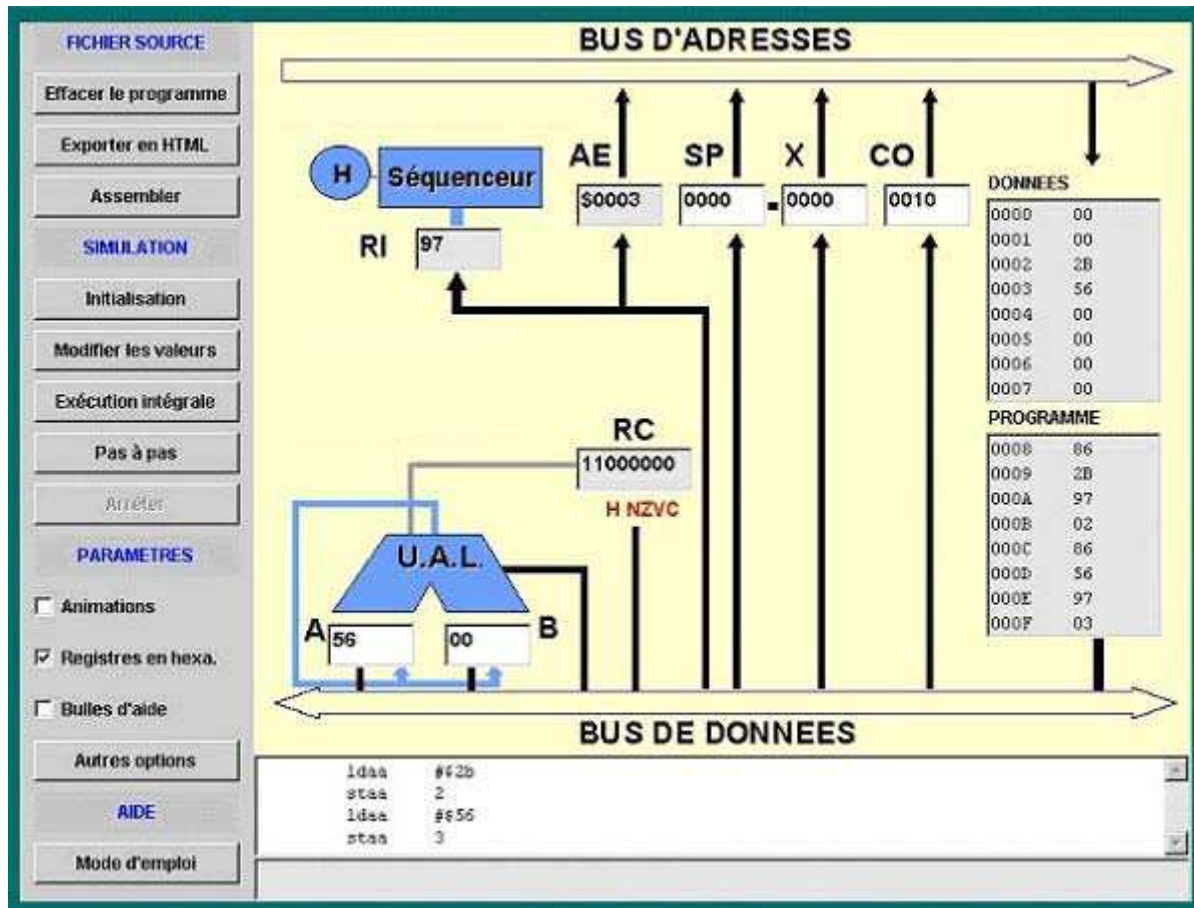 FICHIER SOURCE
Effacer le programme
Exporter en HTML
Assembler
SIMULATION
Initialisation
Modifier les valeurs
Exécution intégrale
Pas à pas
Arrêter
PARAMETRES
Animations
Registres en hexa.
Bulles d'aide
Autres options
AIDE
Mode d'emploi
BUS D'ADRESSES
H
Séquenceur
RI
97
AE
$0003
SP
0000
X
0000
CO
0010
RC
11000000
H NZVC
U.A.L.
A
56
00
B
DONNEES
0000 00
0001 00
0002 2B
0003 56
0004 00
0005 00
0006 00
0007 00
PROGRAMME
0008 86
0009 2B
000A 97
000B 02
000C 86
000D 56
000E 97
000F 03
BUS DE DONNEES
ldaa #$2b
staa 2
ldaa #$56
staa 3